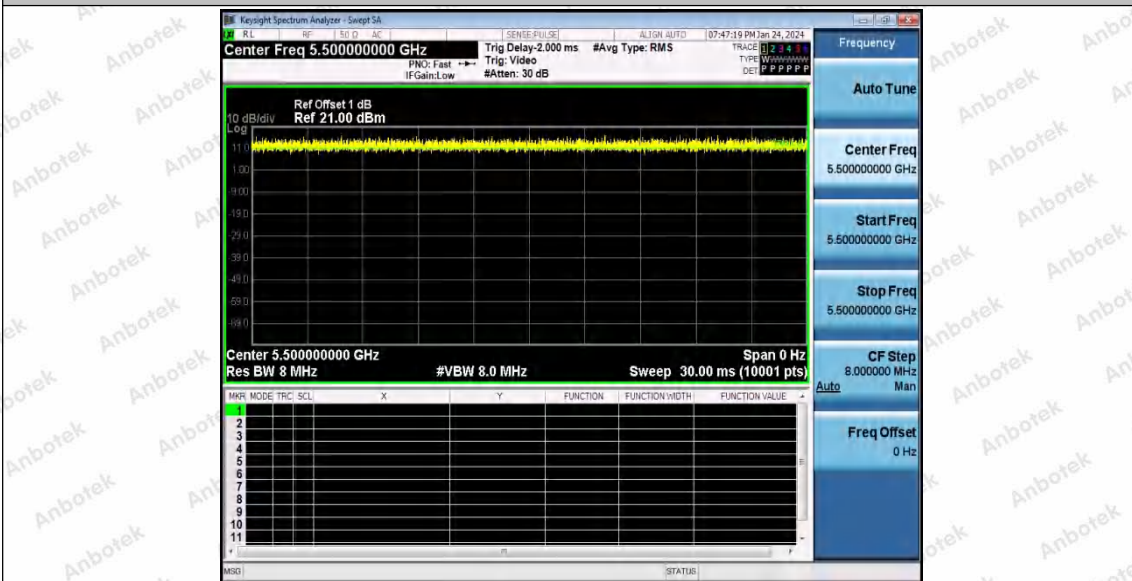 Keysight Spectrum Analyzer - Swept SA
RL RF 50 Ω AC SENSE:PULSE ALIGN AUTO 07:47:19 PM Jan 24, 2024
Center Freq 5.500000000 GHz
PNO: Fast
IFGain:Low
Trig Delay-2.000 ms
Trig: Video
#Atten: 30 dB
#Avg Type: RMS
TRACE 1 2 3 4 5 6
TYPE
DET P P P P P P
Ref Offset 1 dB
10 dB/div Ref 21.00 dBm
Log
11.0
1.00
-9.00
-19.0
-29.0
-39.0
-49.0
-59.0
-69.0
Center 5.500000000 GHz Span 0 Hz
Res BW 8 MHz #VBW 8.0 MHz Sweep 30.00 ms (10001 pts)
MKR MODE TRC SCL X Y FUNCTION FUNCTION WIDTH FUNCTION VALUE
1
2
3
4
5
6
7
8
9
10
11
MSG STATUS
Frequency
Auto Tune
Center Freq
5.500000000 GHz
Start Freq
5.500000000 GHz
Stop Freq
5.500000000 GHz
CF Step
8.000000 MHz
Auto Man
Freq Offset
0 Hz
Anbotek